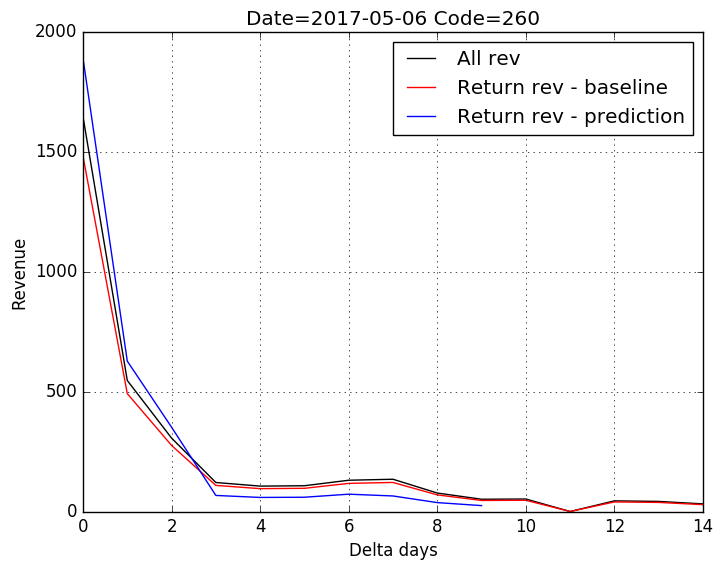 Date=2017-05-06 Code=260
All rev
Return rev - baseline
Return rev - prediction
Revenue
2000
1500
1000
500
0
0 2 4 6 8 10 12 14
Delta days